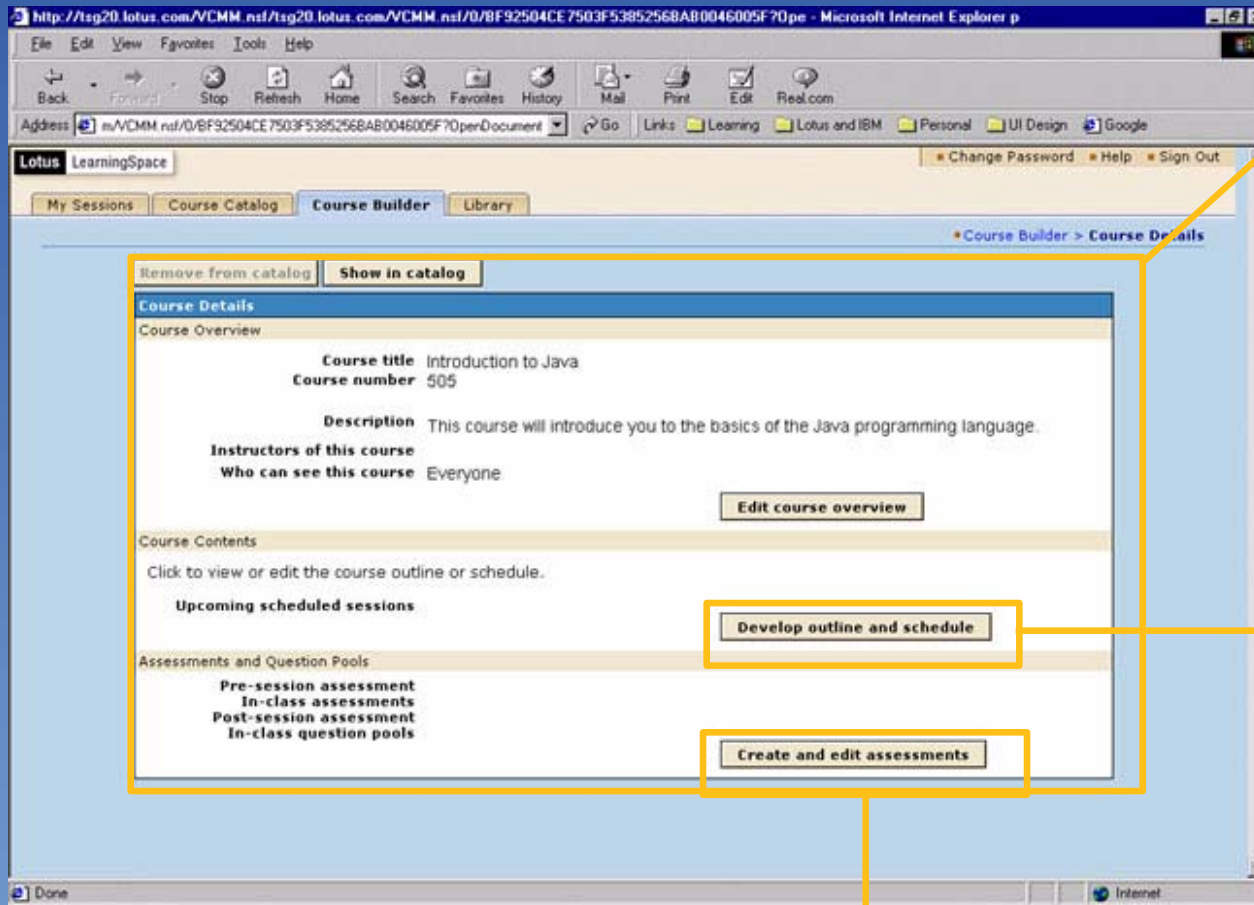 http://tsg20.lotus.com/VCMM.nsf/tsg20.lotus.com/VCMM.nsf/0/8F92504CE7503F53852568AB0046005F?Ope - Microsoft Internet Explorer p
File Edit View Favorites Tools Help
Back Forward Stop Refresh Home Search Favorites History Mail Print Edit Real.com
Address m/VCMM.nsf/0/8F92504CE7503F53852568AB0046005F?OpenDocument Go Links Learning Lotus and IBM Personal UI Design Google
Lotus LearningSpace
Change Password Help Sign Out
My Sessions Course Catalog Course Builder Library
Course Builder > Course Details
Remove from catalog Show in catalog
Course Details
Course Overview
Course title Introduction to Java
Course number 505
Description This course will introduce you to the basics of the Java programming language.
Instructors of this course
Who can see this course Everyone
Edit course overview
Course Contents
Click to view or edit the course outline or schedule.
Upcoming scheduled sessions
Develop outline and schedule
Assessments and Question Pools
Pre-session assessment
In-class assessments
Post-session assessment
In-class question pools
Create and edit assessments
Done Internet